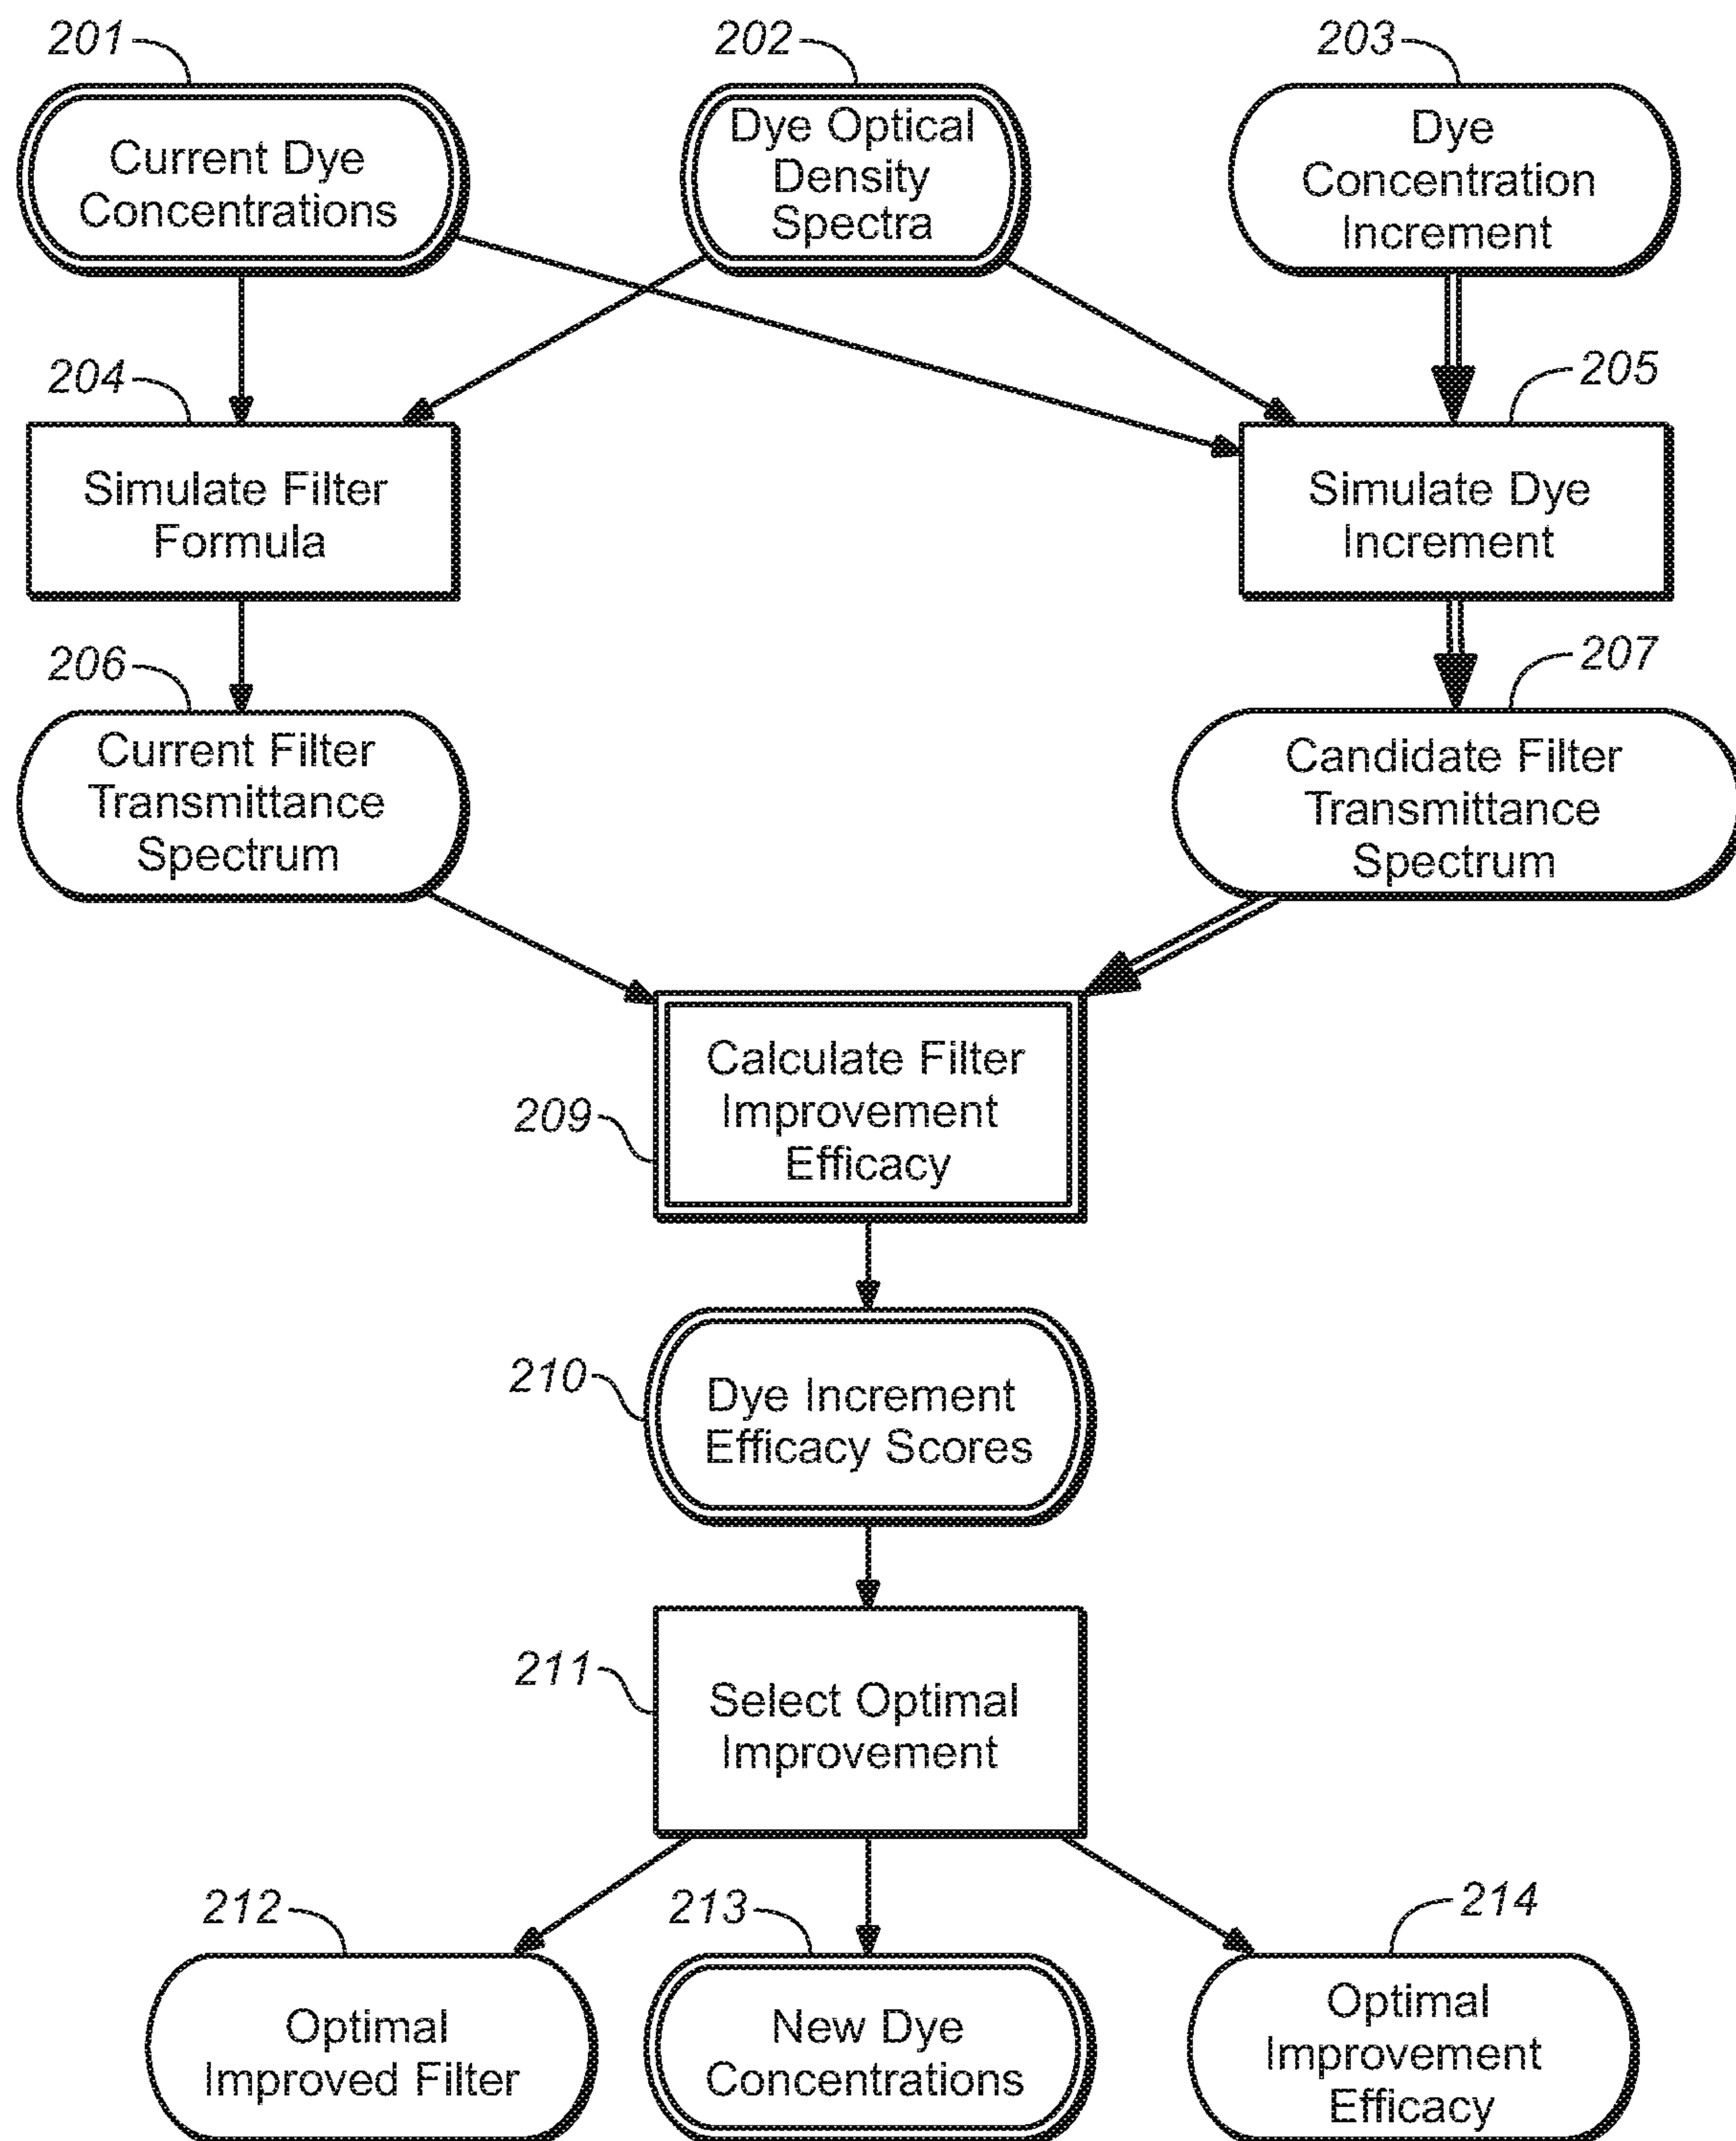 201
202
203
Current Dye
Concentrations
Dye Optical
Density
Spectra
Dye
Concentration
Increment
204
205
Simulate Filter
Formula
Simulate Dye
Increment
206
207
Current Filter
Transmittance
Spectrum
Candidate Filter
Transmittance
Spectrum
209
Calculate Filter
Improvement
Efficacy
210
Dye Increment
Efficacy Scores
211
Select Optimal
Improvement
212
213
214
Optimal
Improved Filter
New Dye
Concentrations
Optimal
Improvement
Efficacy